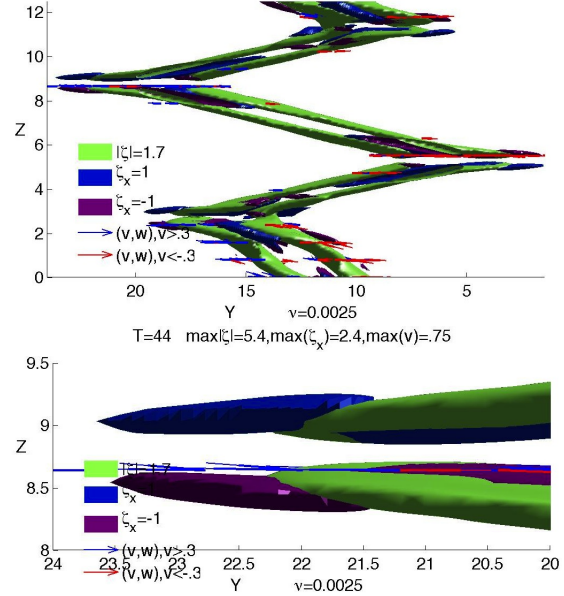 12
10
8
Z
6
4
2
0
|ζ|=1.7
ζx=1
ζx=-1
(v,w),v>.3
(v,w),v<-.3
20 15 10 5
Y ν=0.0025
T=44 max|ζ|=5.4,max(ζx)=2.4,max(v)=.75
9.5
Z
9
8.5
8
|ζ|=1.7
ζx
ζx=-1
(v,w),v>.3
(v,w),v<-.3
24 23.5 23 22.5 22 21.5 21 20.5 20
Y ν=0.0025